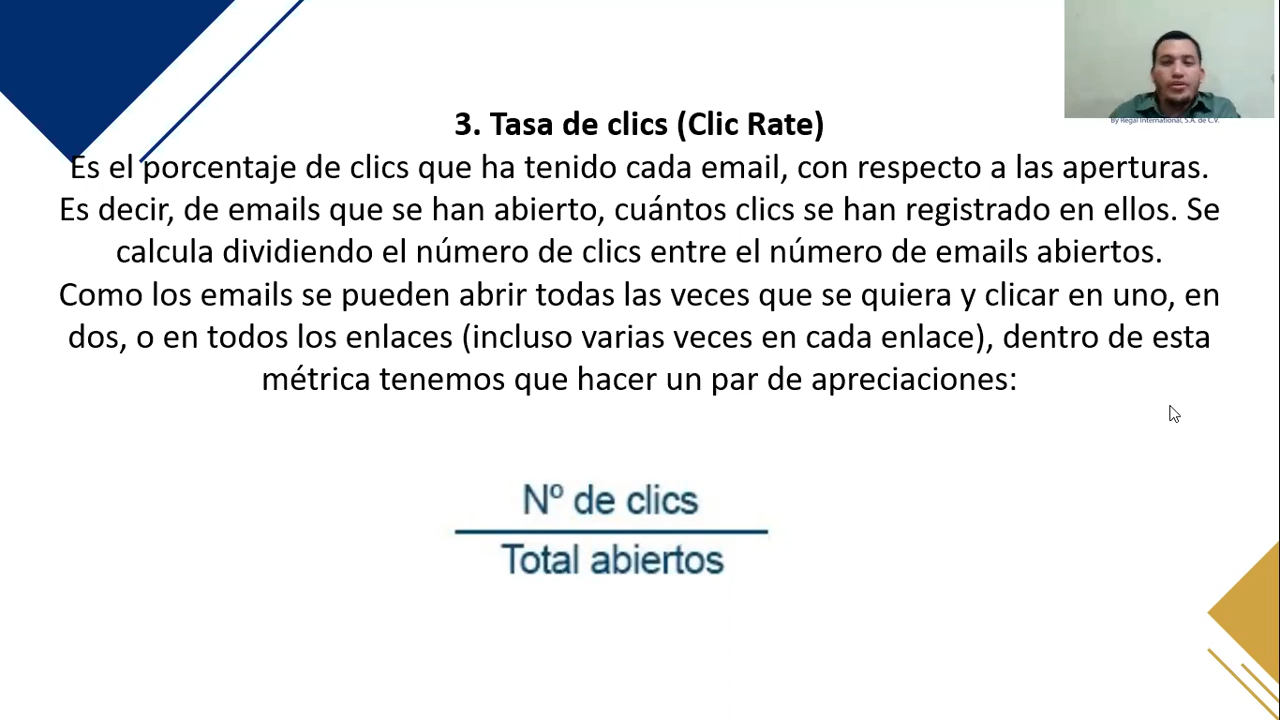 By Regal International, S.A. de C.V.
3. Tasa de clics (Clic Rate)
Es el porcentaje de clics que ha tenido cada email, con respecto a las aperturas.
Es decir, de emails que se han abierto, cuántos clics se han registrado en ellos. Se
calcula dividiendo el número de clics entre el número de emails abiertos.
Como los emails se pueden abrir todas las veces que se quiera y clicar en uno, en
dos, o en todos los enlaces (incluso varias veces en cada enlace), dentro de esta
métrica tenemos que hacer un par de apreciaciones:
Nº de clics
Total abiertos